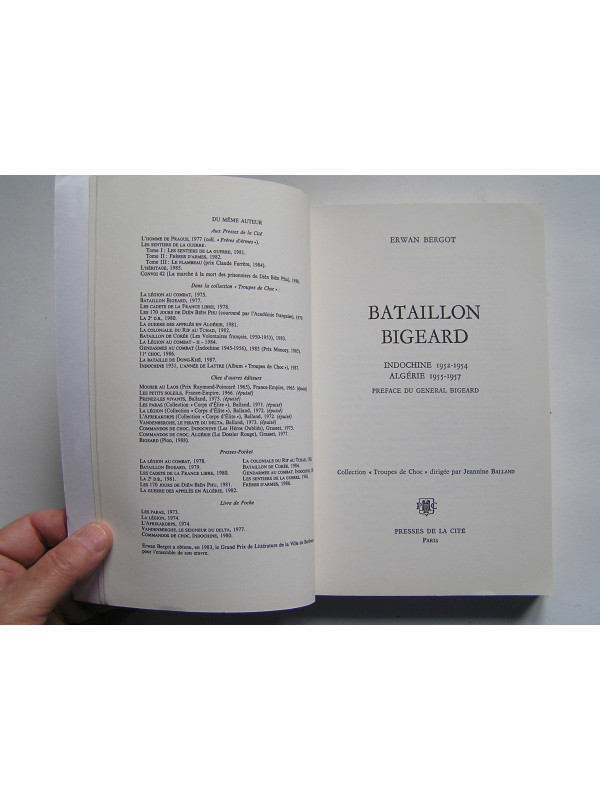 DU MÊME AUTEUR
Aux Presses de la Cité
L'HOMME DE PRAGUE, 1977 (coll. « Frères d'armes »).
LES SENTIERS DE LA GUERRE:
Tome I : LES SENTIERS DE LA GUERRE, 1981.
Tome II : FRÈRES D'ARMES, 1982.
Tome III : LE FLAMBEAU (prix Claude Farrère, 1984).
L'HÉRITAGE, 1985.
CONVOI 42 (La marche à la mort des prisonniers de Diên Biên Phu), 1986.
Dans la collection « Troupes de Choc » :
LA LÉGION AU COMBAT, 1975.
BATAILLON BIGEARD, 1977.
LES CADETS DE LA FRANCE LIBRE, 1978.
LES 170 JOURS DE DIÊN BIÊN PHU (couronné par l'Académie française), 1979.
LA 2e D.B., 1980.
LA GUERRE DES APPELÉS EN ALGÉRIE, 1981.
LA COLONIALE DU RIF AU TCHAD, 1982.
BATAILLON DE CORÉE (Les Volontaires français, 1950-1953), 1983.
LA LÉGION AU COMBAT – II – 1984.
GENDARMES AU COMBAT (Indochine 1945-1956), 1985 (Prix Moncey, 1985).
11e CHOC, 1986.
LA BATAILLE DE DONG-KHÊ, 1987.
INDOCHINE 1951, L'ANNÉE DE LATTRE (Album « Troupes de Choc »), 1987.
Chez d'autres éditeurs
MOURIR AU LAOS (Prix Raymond-Poincaré 1965), France-Empire, 1965 (épuisé)
LES PETITS SOLEILS, France-Empire, 1966. (épuisé)
PRENEZ-LES VIVANTS, Balland, 1973. (épuisé)
LES PARAS (Collection « Corps d'Élite »), Balland, 1971. (épuisé)
LA LÉGION (Collection « Corps d'Élite »), Balland, 1972. (épuisé)
L'AFRIKAKORPS (Collection « Corps d'Élite »), Balland, 1972. (épuisé)
VANDENBERGHE, LE PIRATE DU DELTA, Balland, 1973. (épuisé)
COMMANDOS DE CHOC, INDOCHINE (Les Héros Oubliés), Grasset, 1975.
COMMANDOS DE CHOC, ALGÉRIE (Le Dossier Rouge), Grasset, 1977.
BIGEARD (Plon, 1988).
Presses-Pocket
LA LÉGION AU COMBAT, 1978.
BATAILLON BIGEARD, 1979.
LES CADETS DE LA FRANCE LIBRE, 1980.
LA 2e D.B., 1981.
LES 170 JOURS DE DIÊN BIÊN PHU, 1981.
LA GUERRE DES APPELÉS EN ALGÉRIE, 1982.
LA COLONIALE DU RIF AU TCHAD,
BATAILLON DE CORÉE, 1984.
GENDARMES AU COMBAT,
LES SENTIERS DE LA GUERRE,
FRÈRES D'ARMES, 1986.
Livre de Poche
LES PARAS, 1973.
LA LÉGION, 1974.
L'AFRIKAKORPS, 1974.
VANDENBERGHE, LE SEIGNEUR DU DELTA, 1977.
COMMANDOS DE CHOC, INDOCHINE, 1980.
Erwan Bergot a obtenu, en 1983, le Grand Prix de Littérature de la Ville de
pour l'ensemble de son œuvre.
ERWAN BERGOT
BATAILLON
BIGEARD
INDOCHINE 1952-1954
ALGÉRIE 1955-1957
PREFACE DU GENERAL BIGEARD
Collection « Troupes de Choc » dirigée par Jeannine BALLAND
PRESSES DE LA CITÉ
PARIS